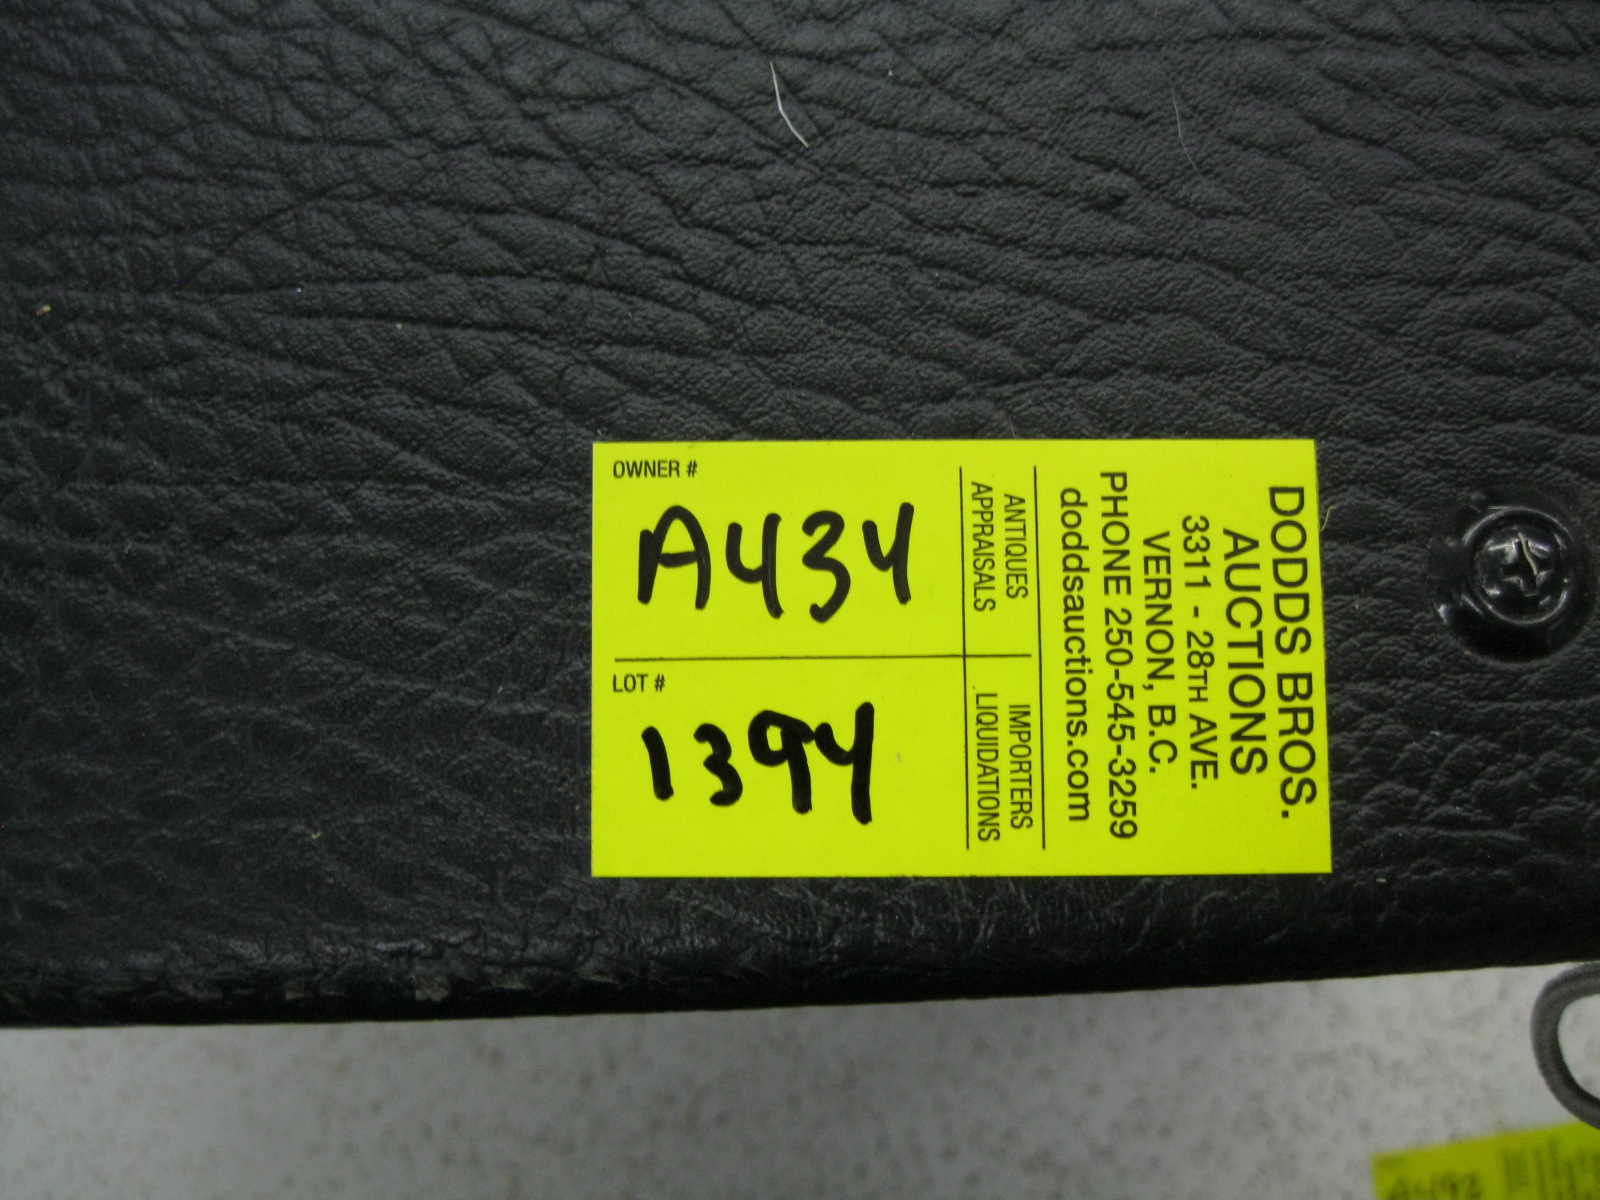 OWNER #
A434
LOT #
1394
DODDS BROS.
AUCTIONS
3311 - 28TH AVE.
VERNON, B.C.
PHONE 250-545-3259
doddsauctions.com
ANTIQUES
APPRAISALS
IMPORTERS
LIQUIDATIONS